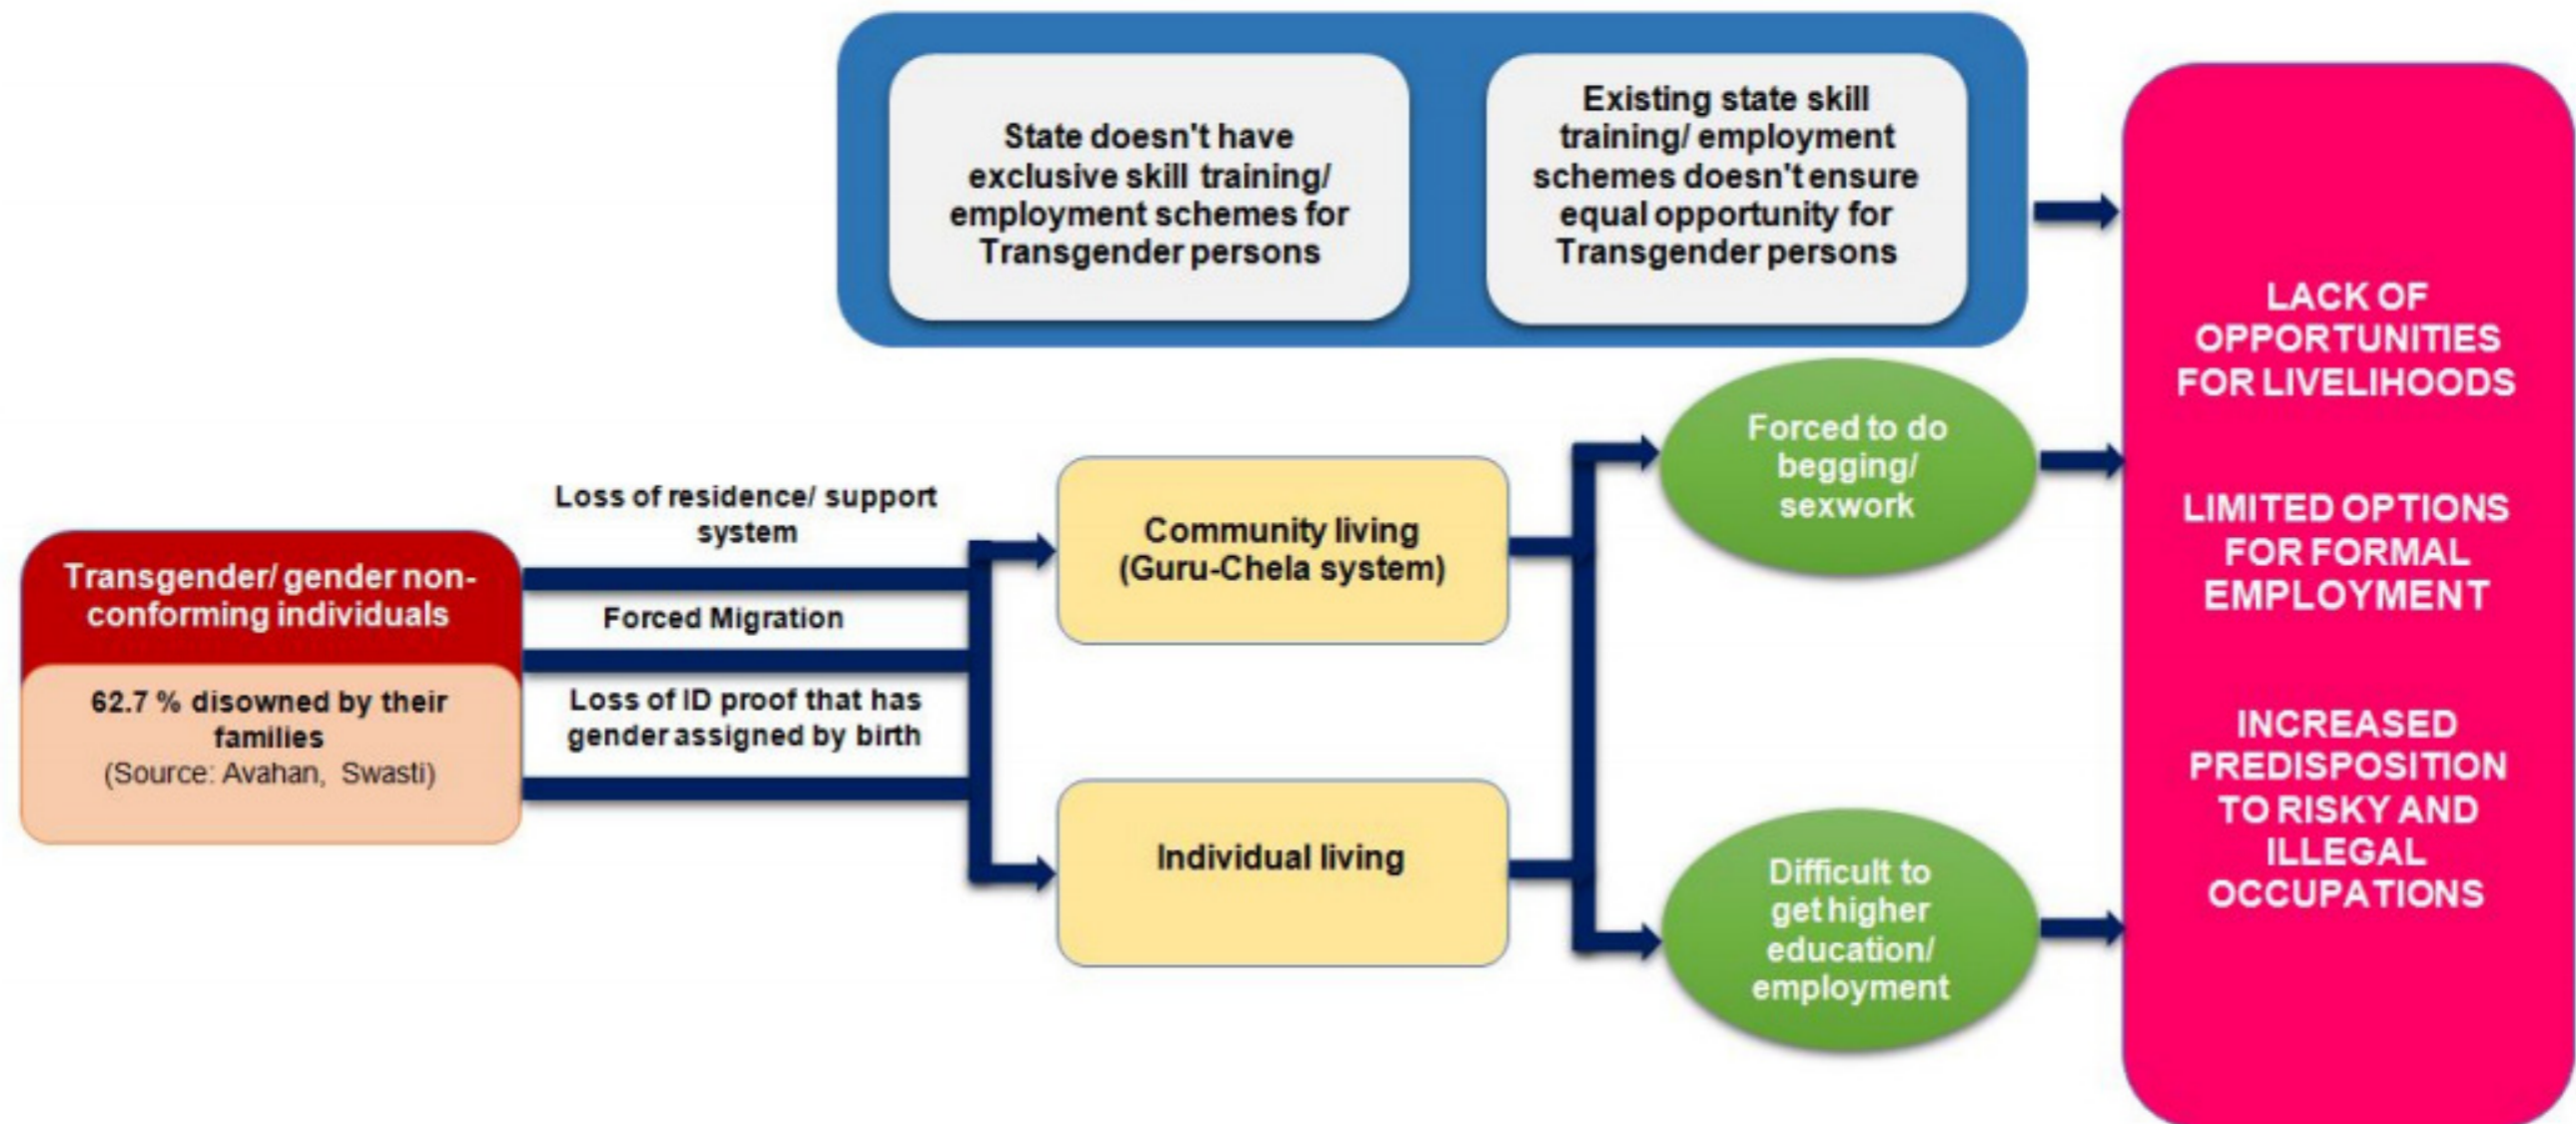 State doesn't have
exclusive skill training/
employment schemes for
Transgender persons
Existing state skill
training/ employment
schemes doesn't ensure
equal opportunity for
Transgender persons
Transgender/ gender non-
conforming individuals
62.7 % disowned by their
families
(Source: Avahan, Swasti)
Loss of residence/ support
system
Forced Migration
Loss of ID proof that has
gender assigned by birth
Community living
(Guru-Chela system)
Individual living
Forced to do
begging/
sexwork
Difficult to
get higher
education/
employment
LACK OF
OPPORTUNITIES
FOR LIVELIHOODS
LIMITED OPTIONS
FOR FORMAL
EMPLOYMENT
INCREASED
PREDISPOSITION
TO RISKY AND
ILLEGAL
OCCUPATIONS